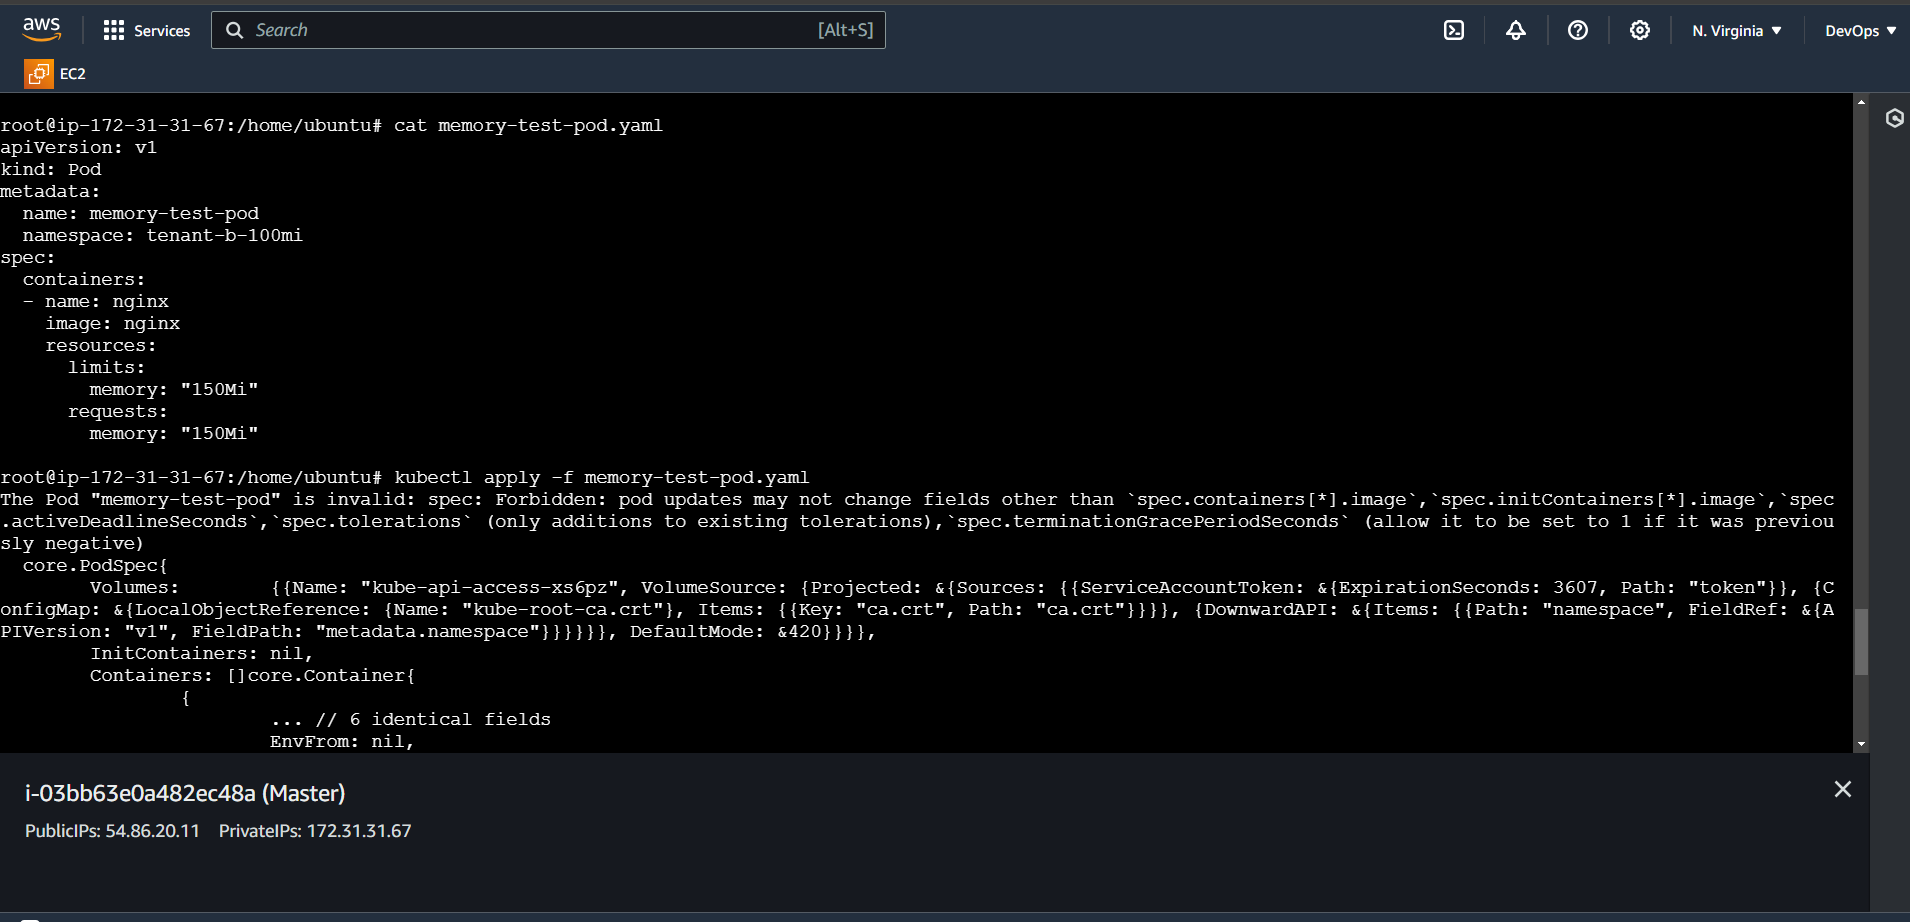 aws
Services
Search
[Alt+S]
N. Virginia
DevOps
EC2
root@ip-172-31-31-67:/home/ubuntu# cat memory-test-pod.yaml
apiVersion: v1
kind: Pod
metadata:
  name: memory-test-pod
  namespace: tenant-b-100mi
spec:
  containers:
  - name: nginx
    image: nginx
    resources:
      limits:
        memory: "150Mi"
      requests:
        memory: "150Mi"
root@ip-172-31-31-67:/home/ubuntu# kubectl apply -f memory-test-pod.yaml
The Pod "memory-test-pod" is invalid: spec: Forbidden: pod updates may not change fields other than `spec.containers[*].image`,`spec.initContainers[*].image`,`spec
.activeDeadlineSeconds`,`spec.tolerations` (only additions to existing tolerations),`spec.terminationGracePeriodSeconds` (allow it to be set to 1 if it was previou
sly negative)
  core.PodSpec{
        Volumes:        {{Name: "kube-api-access-xs6pz", VolumeSource: {Projected: &{Sources: {{ServiceAccountToken: &{ExpirationSeconds: 3607, Path: "token"}}, {C
onfigMap: &{LocalObjectReference: {Name: "kube-root-ca.crt"}, Items: {{Key: "ca.crt", Path: "ca.crt"}}}}, {DownwardAPI: &{Items: {{Path: "namespace", FieldRef: &{A
PIVersion: "v1", FieldPath: "metadata.namespace"}}}}}}, DefaultMode: &420}}}},
        InitContainers: nil,
        Containers: []core.Container{
                {
                        ... // 6 identical fields
                        EnvFrom: nil,
i-03bb63e0a482ec48a (Master)
PublicIPs: 54.86.20.11 PrivateIPs: 172.31.31.67